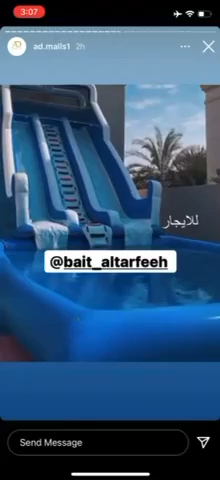 3:07
ad.malls1 2h
للايجار
@bait_altarfeeh
Send Message